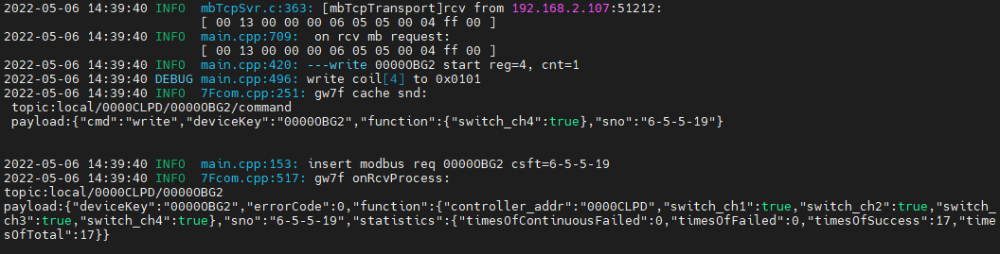 2022-05-06 14:39:40 INFO  mbTcpSvr.c:363: [mbTcpTransport]rcv from 192.168.2.107:51212:
[ 00 13 00 00 00 06 05 05 00 04 ff 00 ]
2022-05-06 14:39:40 INFO  main.cpp:709:  on rcv mb request:
[ 00 13 00 00 00 06 05 05 00 04 ff 00 ]
2022-05-06 14:39:40 INFO  main.cpp:420: ---write 0000OBG2 start reg=4, cnt=1
2022-05-06 14:39:40 DEBUG main.cpp:496: write coil[4] to 0x0101
2022-05-06 14:39:40 INFO  7Fcom.cpp:251: gw7f cache snd:
topic:local/0000CLPD/0000OBG2/command
payload:{"cmd":"write","deviceKey":"0000OBG2","function":{"switch_ch4":true},"sno":"6-5-5-19"}
2022-05-06 14:39:40 INFO  main.cpp:153: insert modbus req 0000OBG2 csft=6-5-5-19
2022-05-06 14:39:40 INFO  7Fcom.cpp:517: gw7f onRcvProcess:
topic:local/0000CLPD/0000OBG2
payload:{"deviceKey":"0000OBG2","errorCode":0,"function":{"controller_addr":"0000CLPD","switch_ch1":true,"switch_ch2":true,"switch_
ch3":true,"switch_ch4":true},"sno":"6-5-5-19","statistics":{"timesOfContinuousFailed":0,"timesOfFailed":0,"timesOfSuccess":17,"tim
esOfTotal":17}}